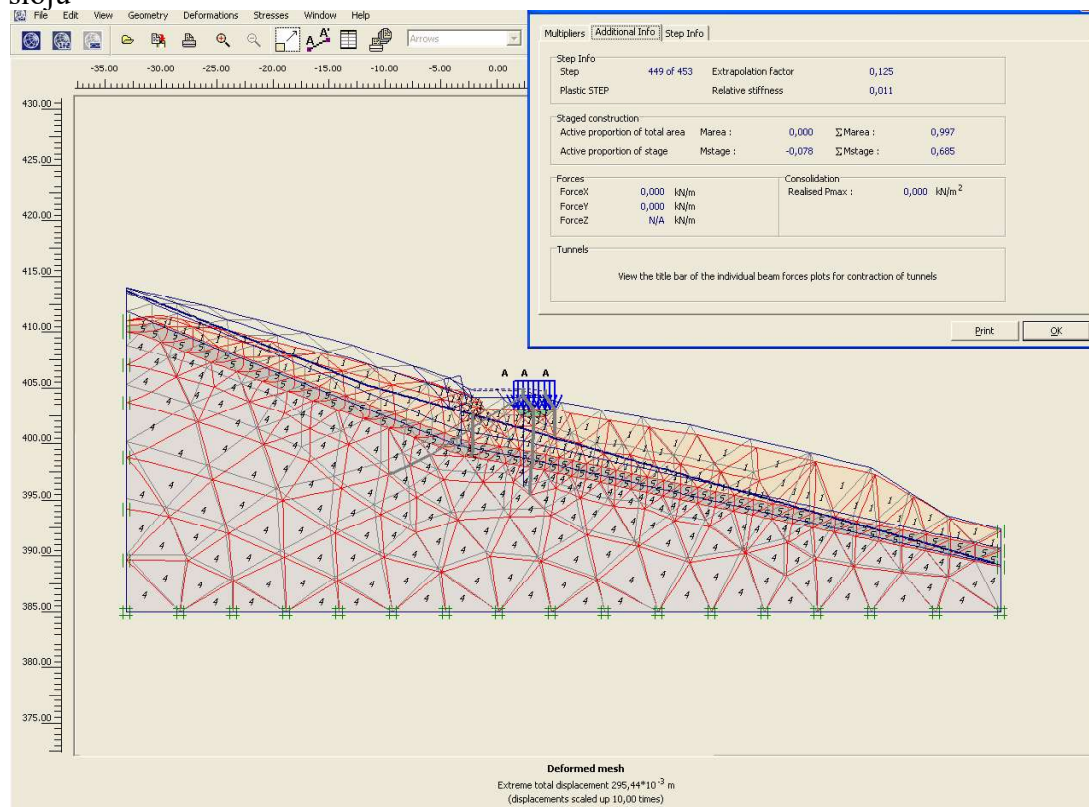 sloju
File Edit View Geometry Deformations Stresses Window Help
Arrows
-35.00 -30.00 -25.00 -20.00 -15.00 -10.00 -5.00 0.00
430.00
425.00
420.00
415.00
410.00
405.00
400.00
395.00
390.00
385.00
380.00
375.00
A A A
Multipliers Additional Info Step Info
Step Info
Step 449 of 453 Extrapolation factor 0,125
Plastic STEP Relative stiffness 0,011
Staged construction
Active proportion of total area Marea : 0,000 ΣMarea : 0,997
Active proportion of stage Mstage : -0,078 ΣMstage : 0,685
Forces Consolidation
ForceX 0,000 kN/m Realised Pmax : 0,000 kN/m²
ForceY 0,000 kN/m
ForceZ N/A kN/m
Tunnels
View the title bar of the individual beam forces plots for contraction of tunnels
Print OK
Deformed mesh
Extreme total displacement 295,44*10⁻³ m
(displacements scaled up 10,00 times)